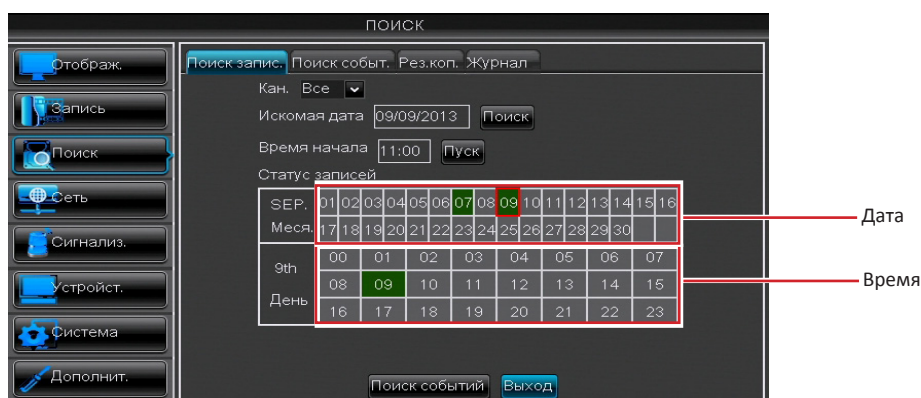 ПОИСК
Отображ.
Запись
Поиск
Сеть
Сигнализ.
Устройст.
Система
Дополнит.
Поиск запис. Поиск событ. Рез.коп. Журнал
Кан. Все
Искомая дата 09/09/2013 Поиск
Время начала 11:00 Пуск
Статус записей
SEP. 01 02 03 04 05 06 07 08 09 10 11 12 13 14 15 16
Меся. 17 18 19 20 21 22 23 24 25 26 27 28 29 30
9th День
00 01 02 03 04 05 06 07
08 09 10 11 12 13 14 15
16 17 18 19 20 21 22 23
Поиск событий Выход
Дата
Время